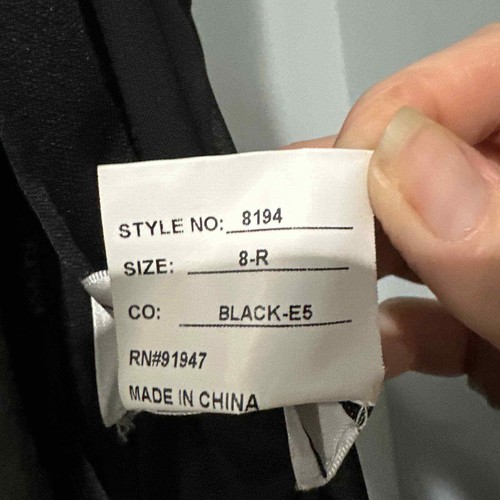 STYLE NO: 8194
SIZE: 8-R
CO: BLACK-E5
RN#91947
MADE IN CHINA